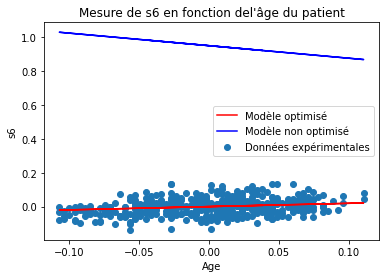 Mesure de s6 en fonction del'âge du patient
1.0
0.8
0.6
0.4
0.2
0.0
s6
Modèle optimisé
Modèle non optimisé
Données expérimentales
−0.10
−0.05
0.00
0.05
0.10
Age